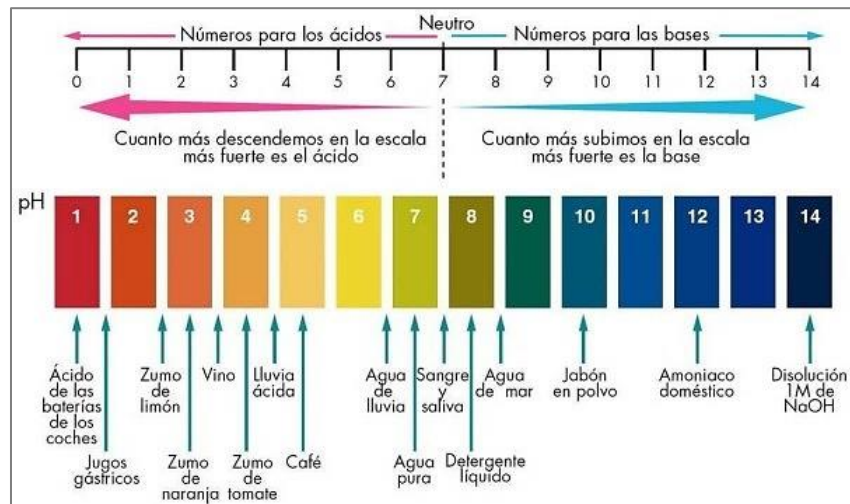 Neutro
Números para los ácidos
Números para las bases
0 1 2 3 4 5 6 7 8 9 10 11 12 13 14
Cuanto más descendemos en la escala
más fuerte es el ácido
Cuanto más subimos en la escala
más fuerte es la base
pH
1 2 3 4 5 6 7 8 9 10 11 12 13 14
Ácido
de las
baterías
de los
coches
Jugos
gástricos
Zumo
de
limón
Zumo
de
naranja
Vino
Zumo
de
tomate
Lluvia
ácida
Café
Agua
de
lluvia
Agua
pura
Sangre
y
saliva
Detergente
líquido
Agua
de mar
Jabón
en polvo
Amoniaco
doméstico
Disolución
1M de
NaOH